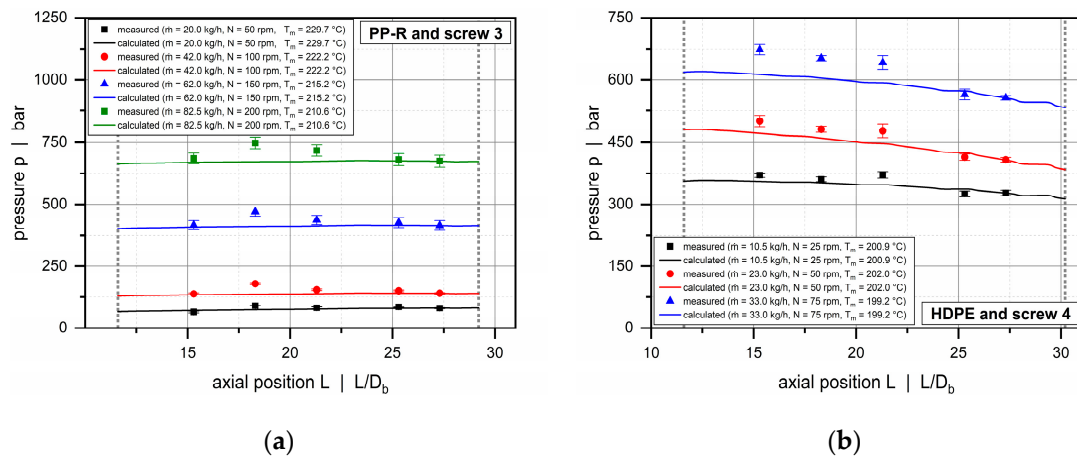 1250
1000
750
500
250
0
pressure p | bar
measured (ṁ = 20.0 kg/h, N = 50 rpm, Tm = 229.7 °C)
calculated (ṁ = 20.0 kg/h, N = 50 rpm, Tm = 229.7 °C)
measured (ṁ = 42.0 kg/h, N = 100 rpm, Tm = 222.2 °C)
calculated (ṁ = 42.0 kg/h, N = 100 rpm, Tm = 222.2 °C)
measured (ṁ = 62.0 kg/h, N = 150 rpm, Tm = 215.2 °C)
calculated (ṁ = 62.0 kg/h, N = 150 rpm, Tm = 215.2 °C)
measured (ṁ = 82.5 kg/h, N = 200 rpm, Tm = 210.6 °C)
calculated (ṁ = 82.5 kg/h, N = 200 rpm, Tm = 210.6 °C)
PP-R and screw 3
15 20 25 30
axial position L | L/Db
(a)
750
600
450
300
150
0
pressure p | bar
measured (ṁ = 10.5 kg/h, N = 25 rpm, Tm = 200.9 °C)
calculated (ṁ = 10.5 kg/h, N = 25 rpm, Tm = 200.9 °C)
measured (ṁ = 23.0 kg/h, N = 50 rpm, Tm = 202.0 °C)
calculated (ṁ = 23.0 kg/h, N = 50 rpm, Tm = 202.0 °C)
measured (ṁ = 33.0 kg/h, N = 75 rpm, Tm = 199.2 °C)
calculated (ṁ = 33.0 kg/h, N = 75 rpm, Tm = 199.2 °C)
HDPE and screw 4
10 15 20 25 30
axial position L | L/Db
(b)